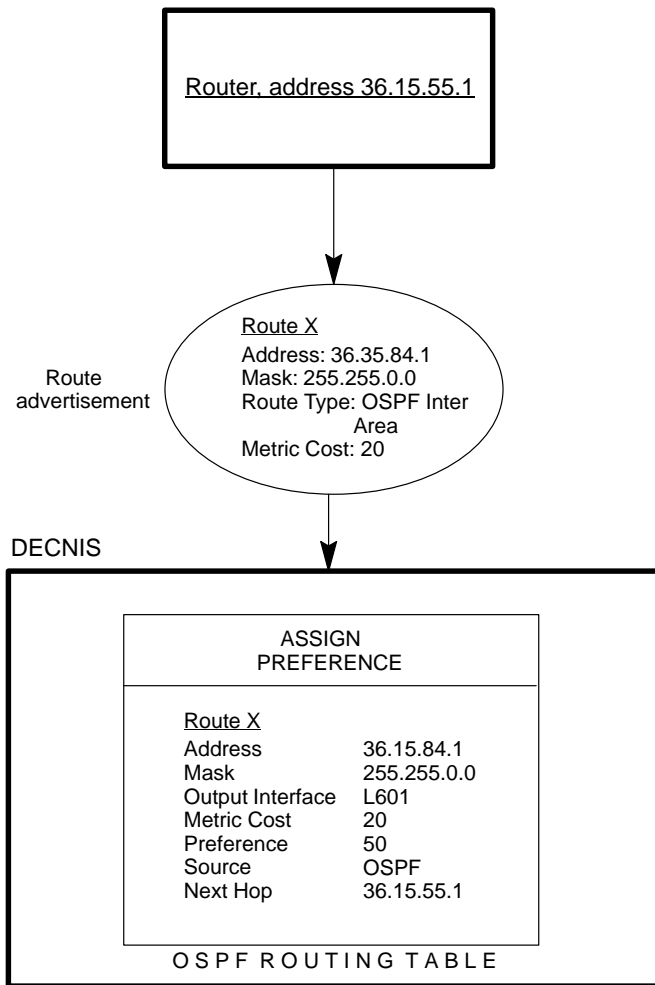 Router, address 36.15.55.1
Route X
Address: 36.35.84.1
Mask: 255.255.0.0
Route Type: OSPF Inter
Area
Metric Cost: 20
Route
advertisement
DECNIS
ASSIGN
PREFERENCE
Route X
Address 36.15.84.1
Mask 255.255.0.0
Output Interface L601
Metric Cost 20
Preference 50
Source OSPF
Next Hop 36.15.55.1
OSPF ROUTING TABLE